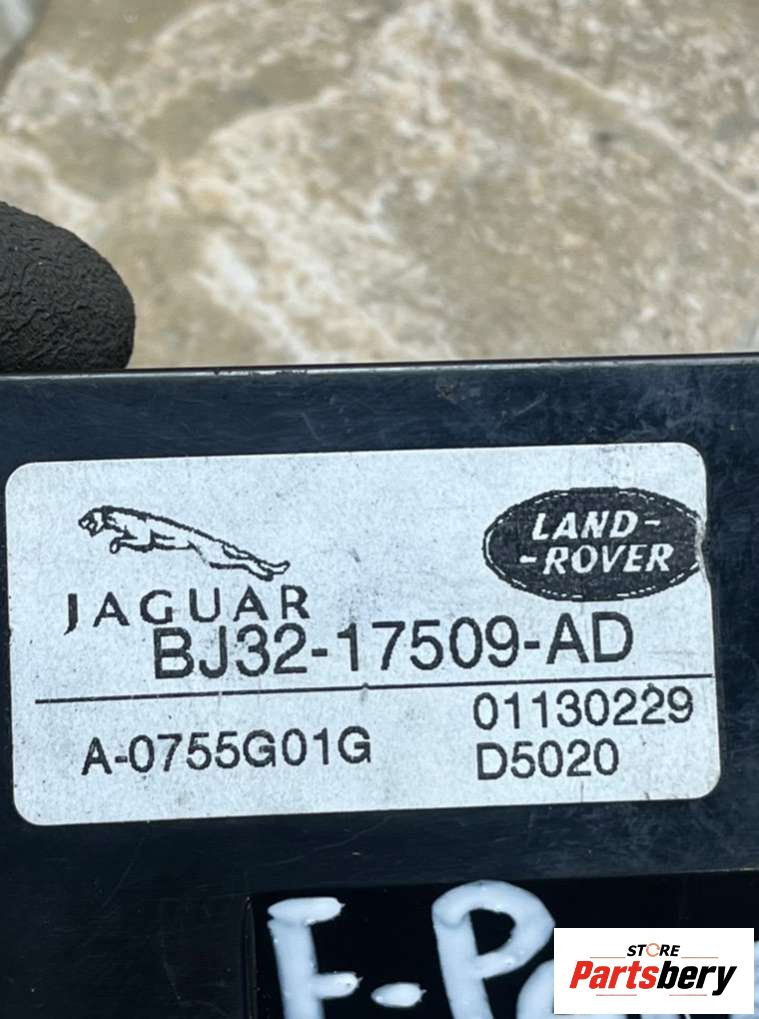 LAND-
-ROVER
JAGUAR
BJ32-17509-AD
A-0755G01G
01130229
D5020
STORE
Partsbery